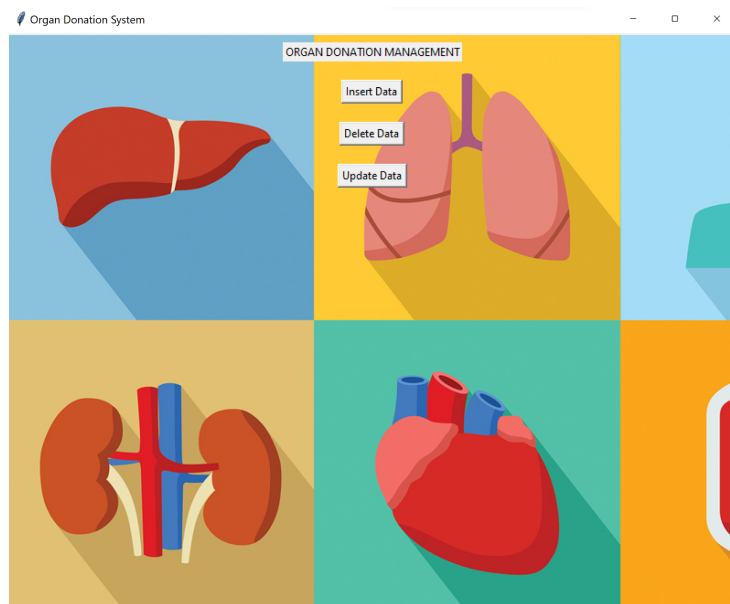 Organ Donation System
ORGAN DONATION MANAGEMENT
Insert Data
Delete Data
Update Data